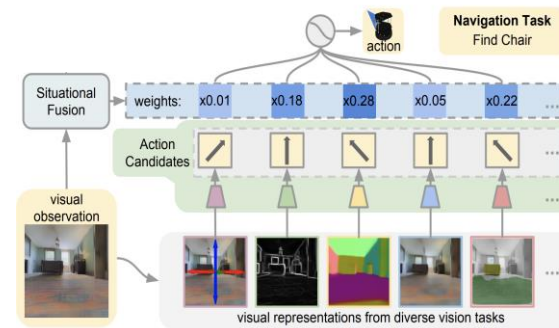 Navigation Task
Find Chair
action
Situational
Fusion
weights:
x0.01
x0.18
x0.28
x0.05
x0.22
...
Action
Candidates
...
...
visual
observation
...
visual representations from diverse vision tasks